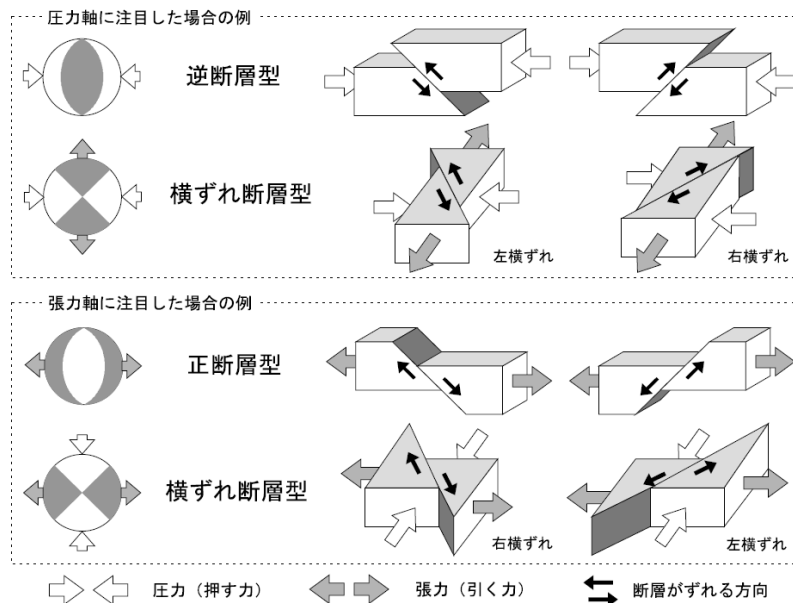 圧力軸に注目した場合の例
逆断層型
横ずれ断層型
左横ずれ
右横ずれ
張力軸に注目した場合の例
正断層型
横ずれ断層型
右横ずれ
左横ずれ
圧力(押す力)
張力(引く力)
断層がずれる方向